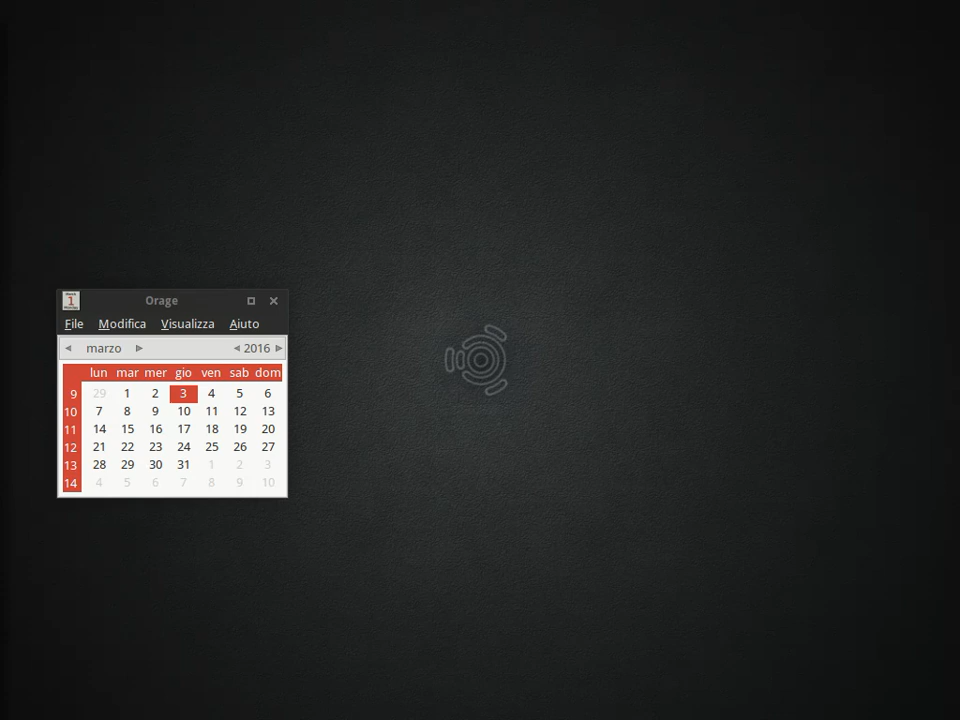 Orage
File Modifica Visualizza Aiuto
marzo 2016
lun mar mer gio ven sab dom
9 29 1 2 3 4 5 6
10 7 8 9 10 11 12 13
11 14 15 16 17 18 19 20
12 21 22 23 24 25 26 27
13 28 29 30 31 1 2 3
14 4 5 6 7 8 9 10